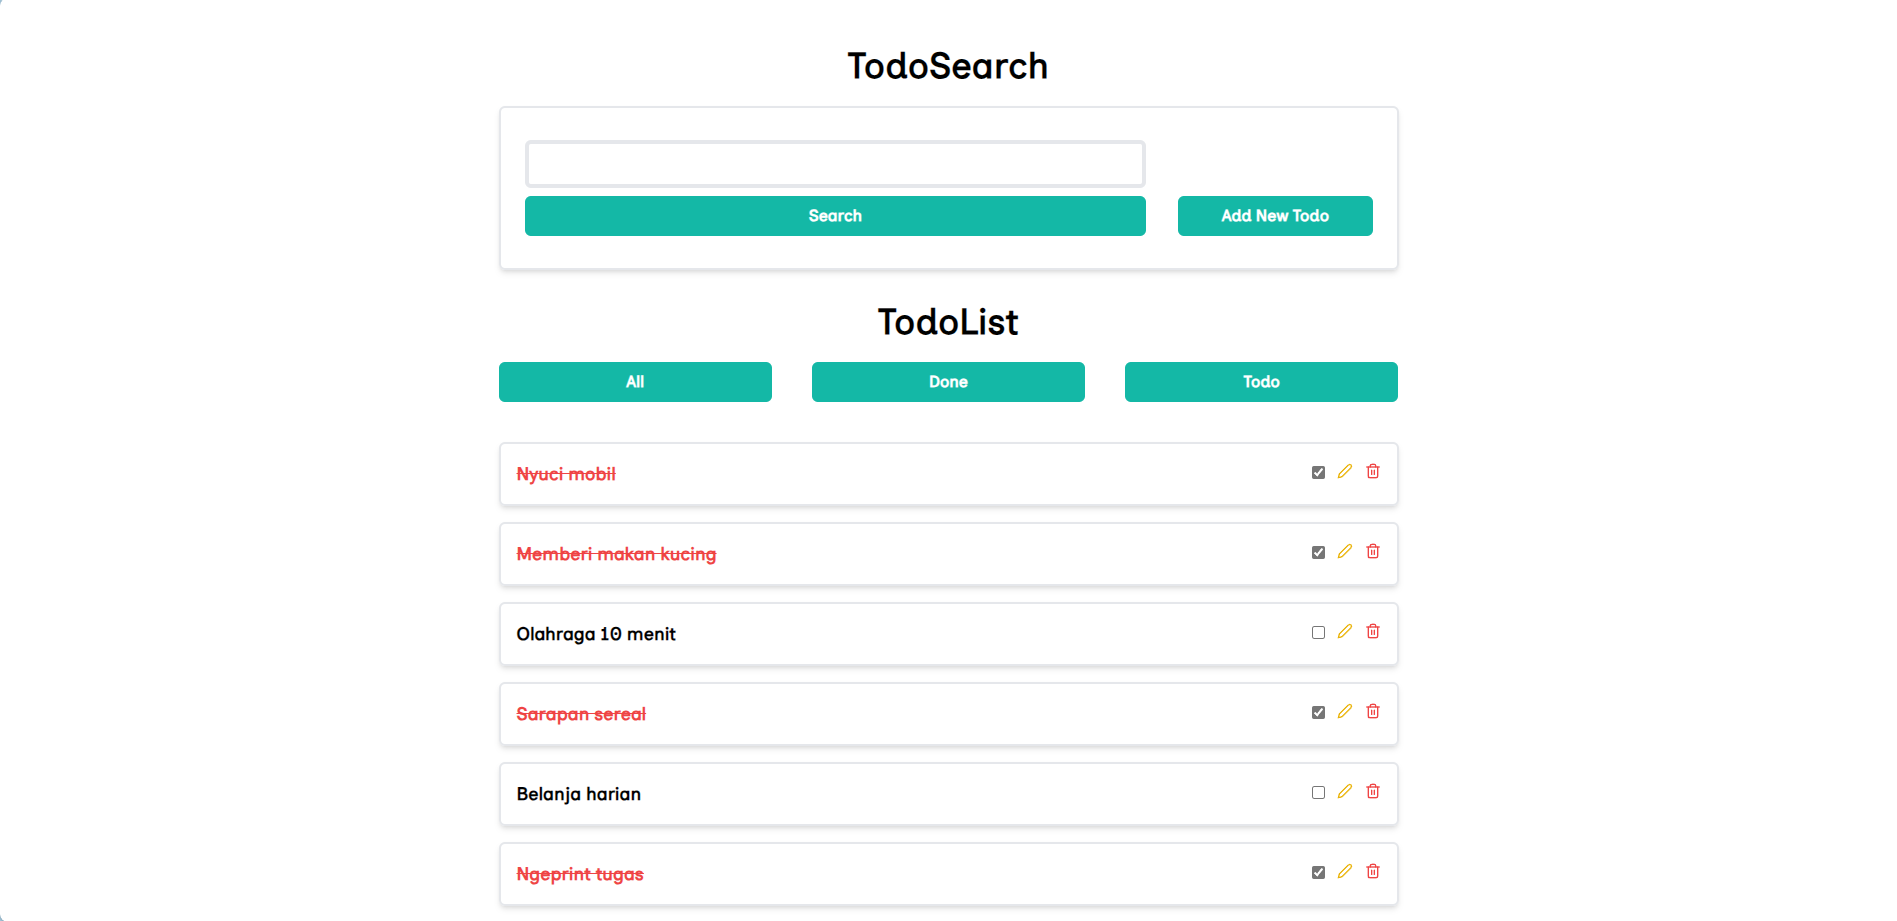 TodoSearch
Search
Add New Todo
TodoList
All
Done
Todo
Nyuci mobil
Memberi makan kucing
Olahraga 10 menit
Sarapan sereal
Belanja harian
Ngeprint tugas